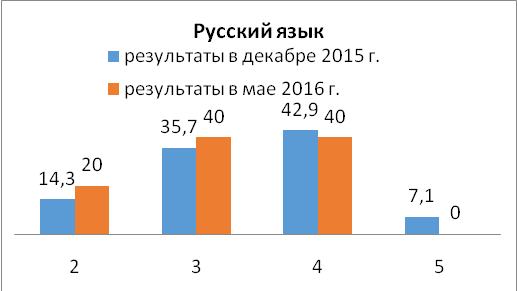 Русский язык
результаты в декабре 2015 г.
результаты в мае 2016 г.
14,3 20 35,7 40 42,9 40 7,1 0
2 3 4 5